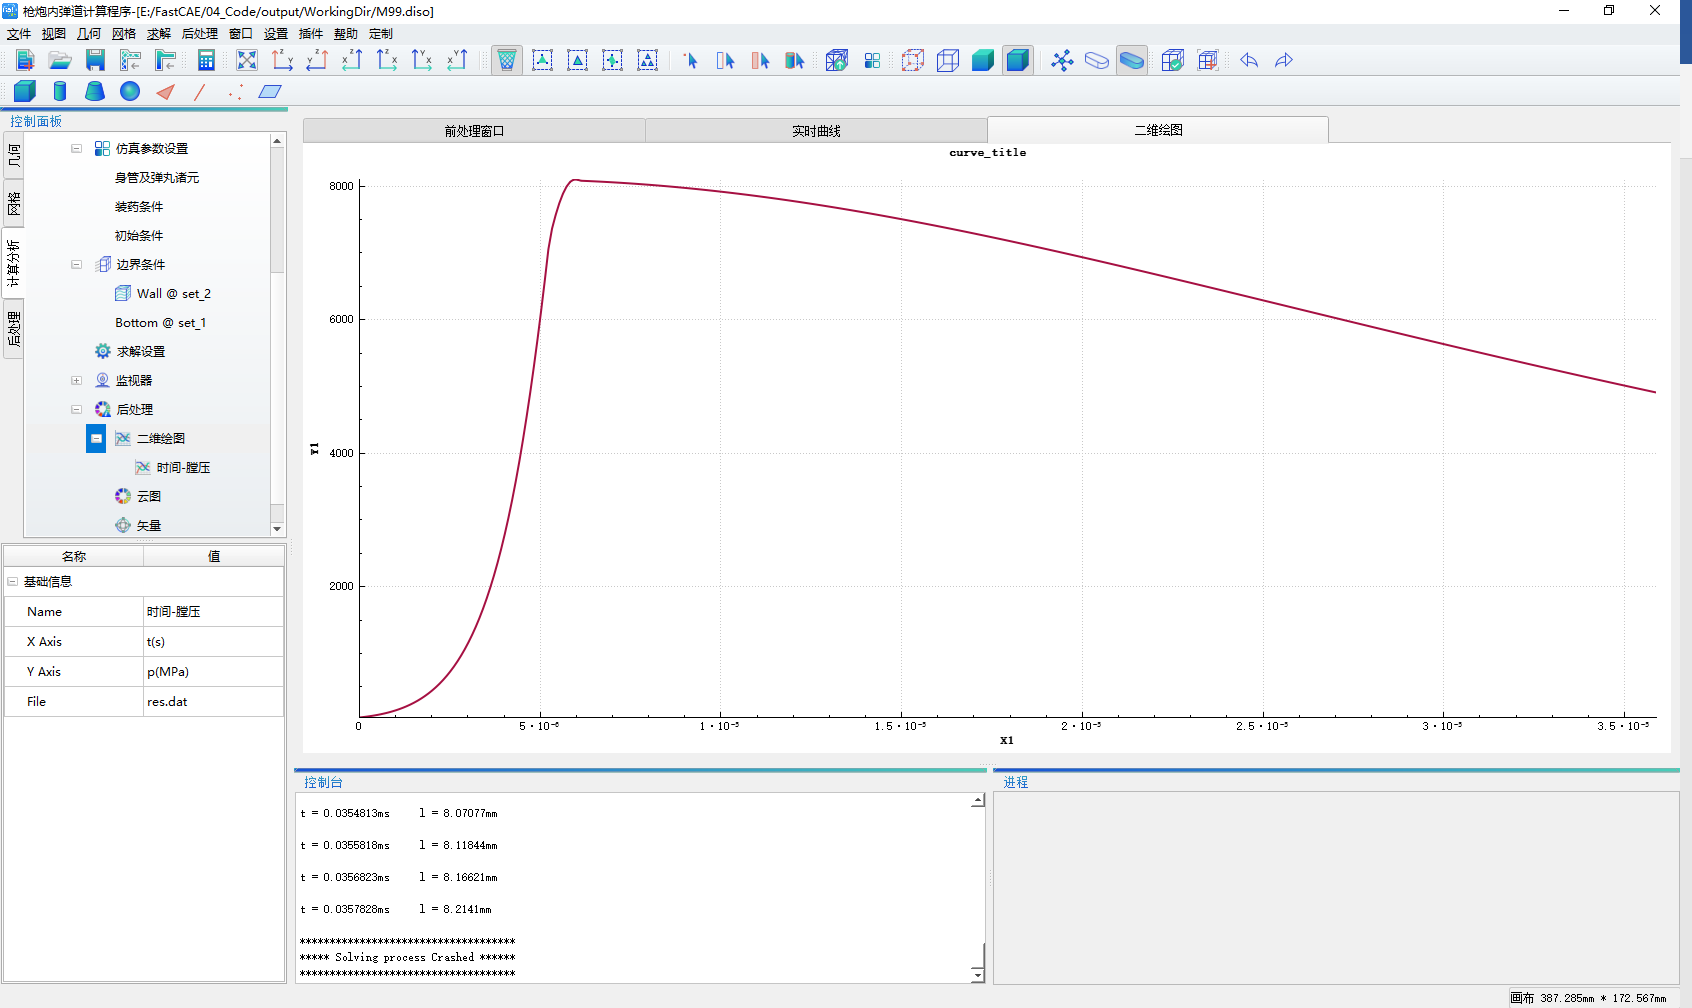 枪炮内弹道计算程序-[E:/FastCAE/04_Code/output/WorkingDir/M99.diso]
文件 视图 几何 网格 求解 后处理 窗口 设置 插件 帮助 定制
控制面板
几何
网格
计算分析
后处理
仿真参数设置
身管及弹丸诸元
装药条件
初始条件
边界条件
Wall @ set_2
Bottom @ set_1
求解设置
监视器
后处理
二维绘图
时间-膛压
云图
矢量
名称 值
基础信息
Name 时间-膛压
X Axis t(s)
Y Axis p(MPa)
File res.dat
前处理窗口 实时曲线 二维绘图
curve_title
8000
6000
4000
2000
Y1
0 5·10⁻⁶ 1·10⁻⁵ 1.5·10⁻⁵ 2·10⁻⁵ 2.5·10⁻⁵ 3·10⁻⁵ 3.5·10⁻⁵
X1
控制台
t = 0.0354813ms l = 8.07077mm
t = 0.0355818ms l = 8.11844mm
t = 0.0356823ms l = 8.16621mm
t = 0.0357828ms l = 8.2141mm
************************************
***** Solving process Crashed ******
************************************
进程
画布 387.285mm * 172.567mm